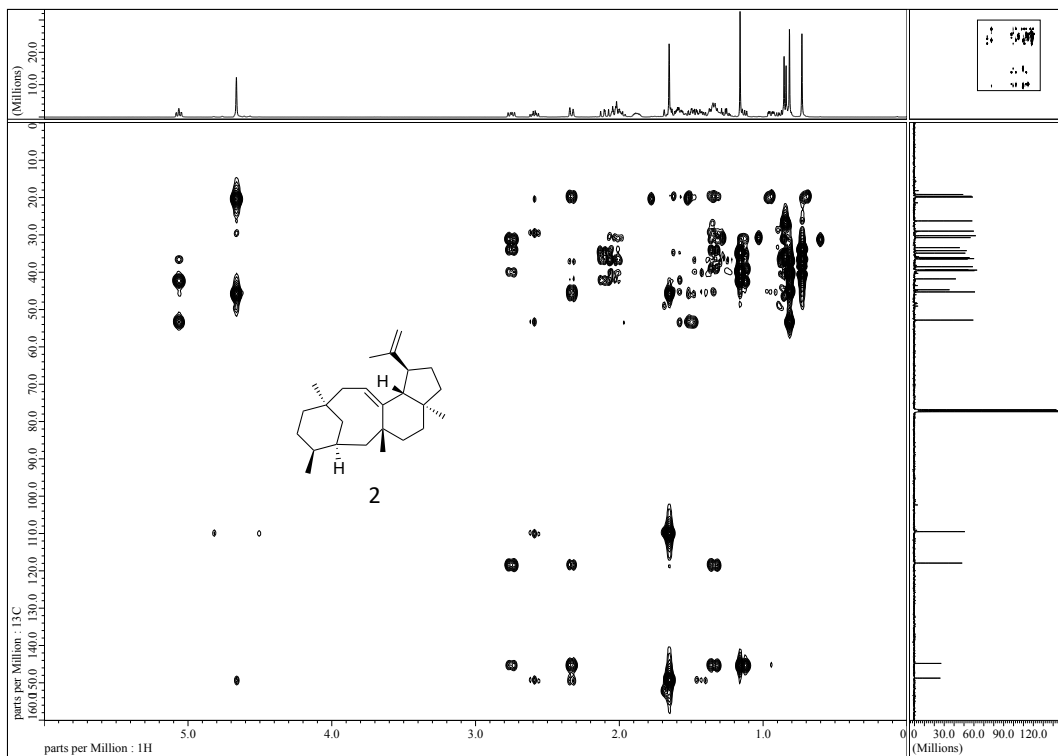 (Millions)
10.0 20.0
0 10.0 20.0 30.0 40.0 50.0 60.0 70.0 80.0 90.0 100.0 110.0 120.0 130.0 140.0 150.0 160.0
parts per Million : 13C
H
H
2
5.0 4.0 3.0 2.0 1.0 0
parts per Million : 1H
0 30.0 60.0 90.0 120.0
(Millions)